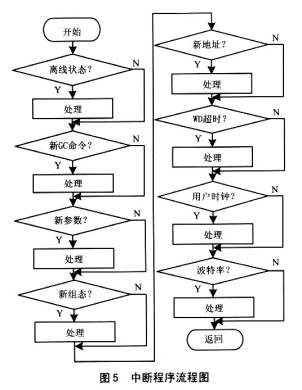 开始
离线状态?
N
Y
处理
新GC命令?
N
Y
处理
新参数?
N
Y
处理
新组态?
N
Y
处理
新地址?
N
Y
处理
WD超时?
N
Y
处理
用户时钟?
N
Y
处理
波特率?
N
Y
处理
返回
图5 中断程序流程图